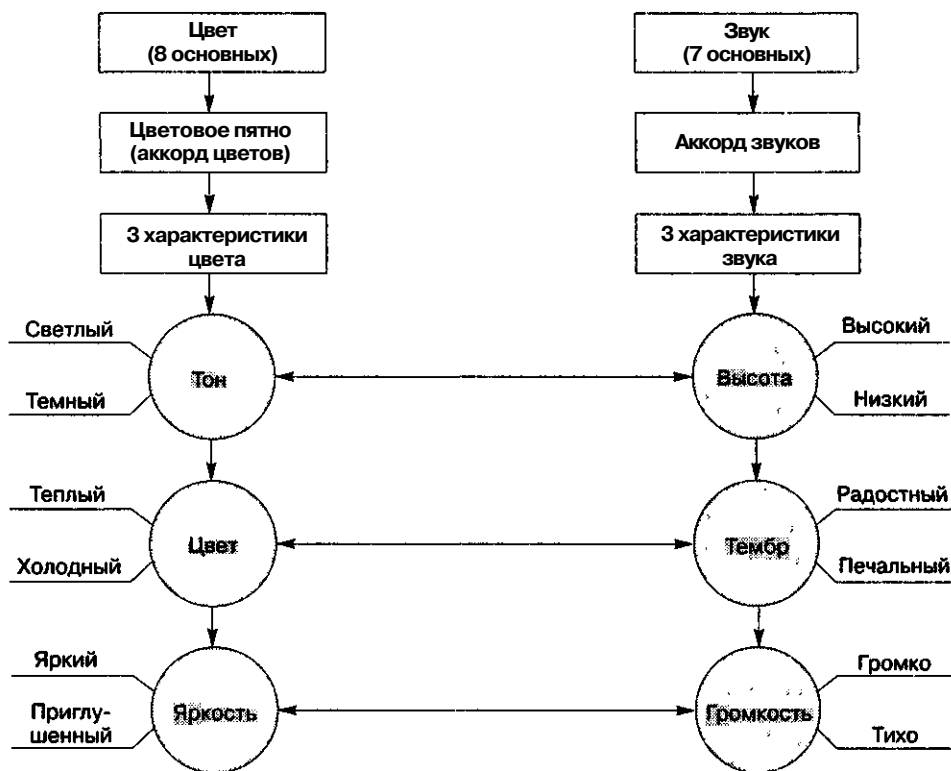 Цвет
(8 основных)
Звук
(7 основных)
Цветовое пятно
(аккорд цветов)
Аккорд звуков
3 характеристики
цвета
3 характеристики
звука
Светлый
Темный
Тон
Высота
Высокий
Низкий
Теплый
Холодный
Цвет
Тембр
Радостный
Печальный
Яркий
Приглу-
шенный
Яркость
Громкость
Громко
Тихо